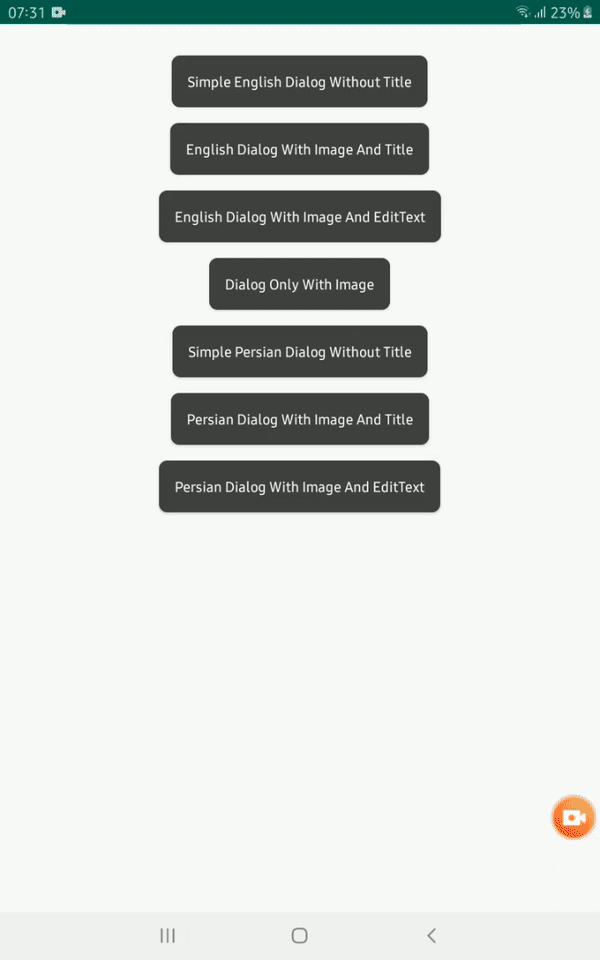 07:31 23%
Simple English Dialog Without Title
English Dialog With Image And Title
English Dialog With Image And EditText
Dialog Only With Image
Simple Persian Dialog Without Title
Persian Dialog With Image And Title
Persian Dialog With Image And EditText